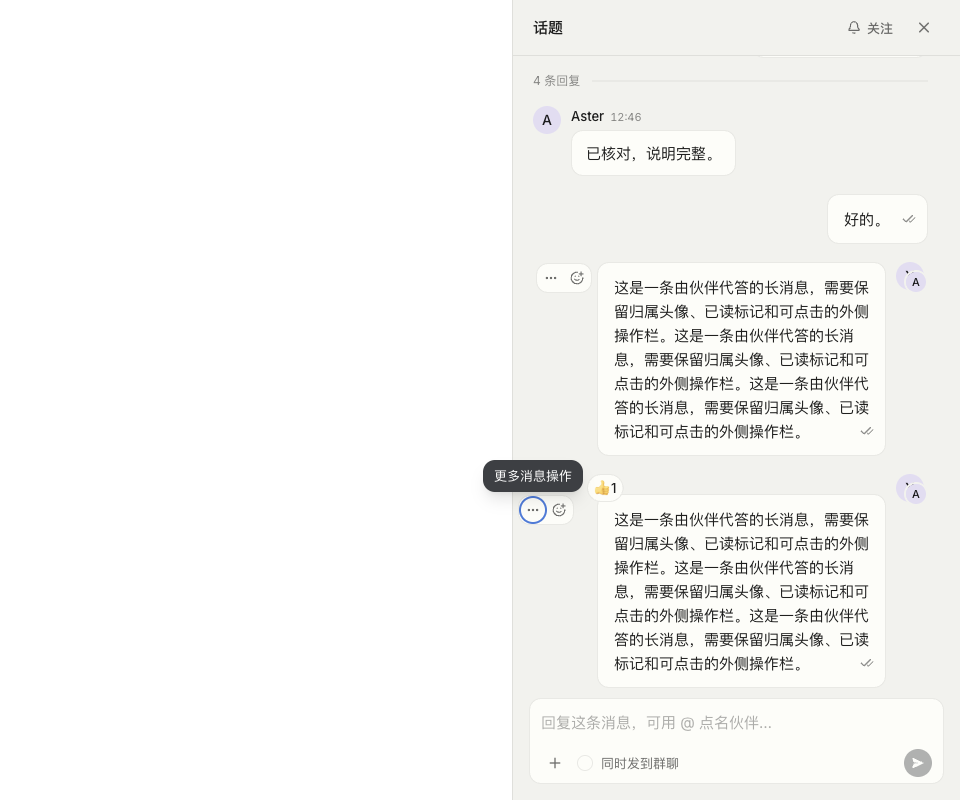 话题
关注
4 条回复
A
Aster 12:46
已核对，说明完整。
好的。
A
这是一条由伙伴代答的长消息，需要保
留归属头像、已读标记和可点击的外侧
操作栏。这是一条由伙伴代答的长消
息，需要保留归属头像、已读标记和可
点击的外侧操作栏。这是一条由伙伴代
答的长消息，需要保留归属头像、已读
标记和可点击的外侧操作栏。
更多消息操作
👍1
A
这是一条由伙伴代答的长消息，需要保
留归属头像、已读标记和可点击的外侧
操作栏。这是一条由伙伴代答的长消
息，需要保留归属头像、已读标记和可
点击的外侧操作栏。这是一条由伙伴代
答的长消息，需要保留归属头像、已读
标记和可点击的外侧操作栏。
回复这条消息，可用 @ 点名伙伴...
同时发到群聊